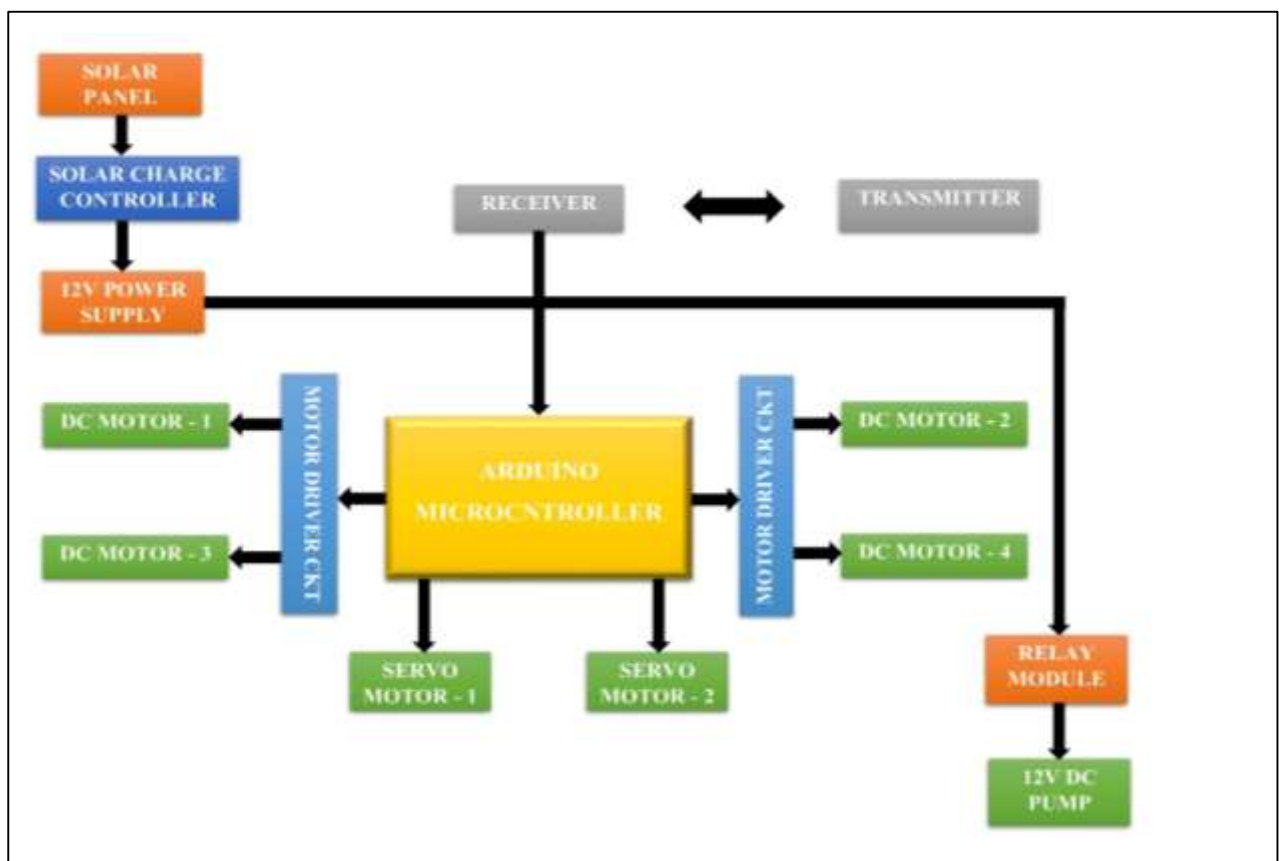 SOLAR
PANEL
SOLAR CHARGE
CONTROLLER
RECEIVER
TRANSMITTER
12V POWER
SUPPLY
MOTOR DRIVER CKT
MOTOR DRIVER CKT
DC MOTOR - 1
DC MOTOR - 2
ARDUINO
MICROCNTROLLER
DC MOTOR - 3
DC MOTOR - 4
SERVO
MOTOR - 1
SERVO
MOTOR - 2
RELAY
MODULE
12V DC
PUMP